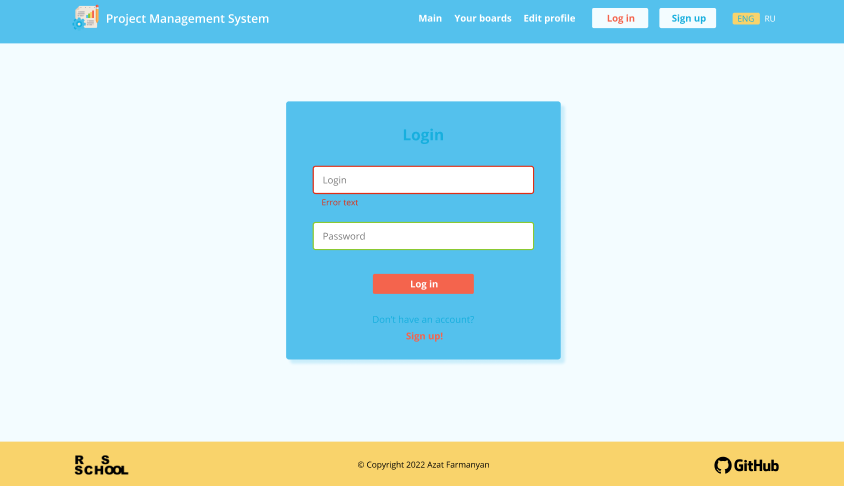 Project Management System
Main Your boards Edit profile Log in Sign up ENG RU
Login
Login
Error text
Password
Log in
Don't have an account?
Sign up!
RS
SCHOOL
© Copyright 2022 Azat Farmanyan
GitHub